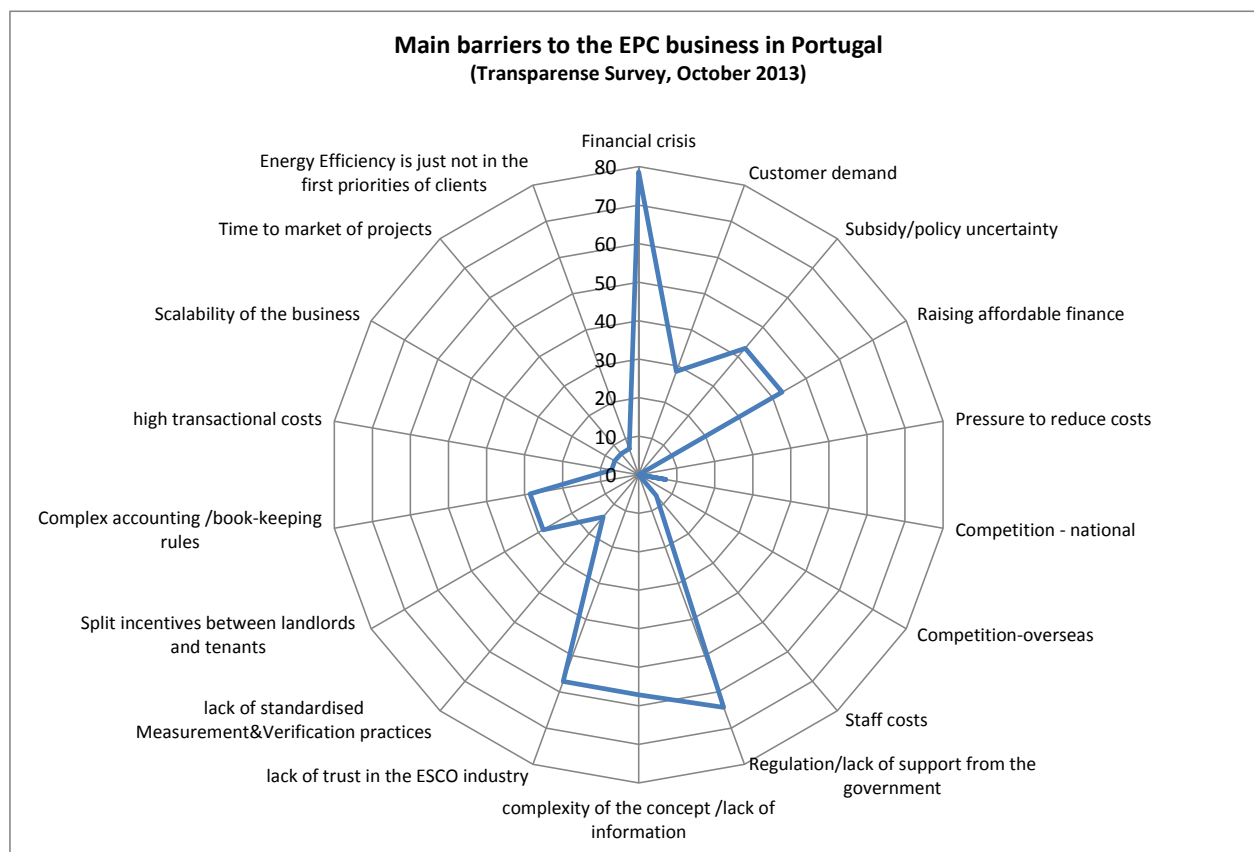 Main barriers to the EPC business in Portugal
(Transparense Survey, October 2013)
Financial crisis
Customer demand
Subsidy/policy uncertainty
Raising affordable finance
Pressure to reduce costs
Competition - national
Competition-overseas
Staff costs
Regulation/lack of support from the
government
complexity of the concept /lack of
information
lack of trust in the ESCO industry
lack of standardised
Measurement&Verification practices
Split incentives between landlords
and tenants
Complex accounting /book-keeping
rules
high transactional costs
Scalability of the business
Time to market of projects
Energy Efficiency is just not in the
first priorities of clients
80
70
60
50
40
30
20
10
0